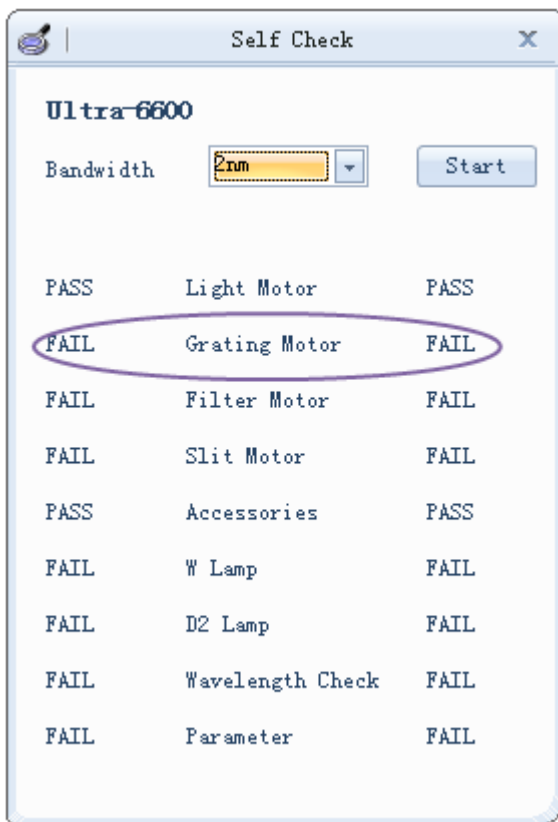 Self Check
Ultra-6600
Bandwidth 2nm Start
PASS Light Motor PASS
FAIL Grating Motor FAIL
FAIL Filter Motor FAIL
FAIL Slit Motor FAIL
PASS Accessories PASS
FAIL W Lamp FAIL
FAIL D2 Lamp FAIL
FAIL Wavelength Check FAIL
FAIL Parameter FAIL